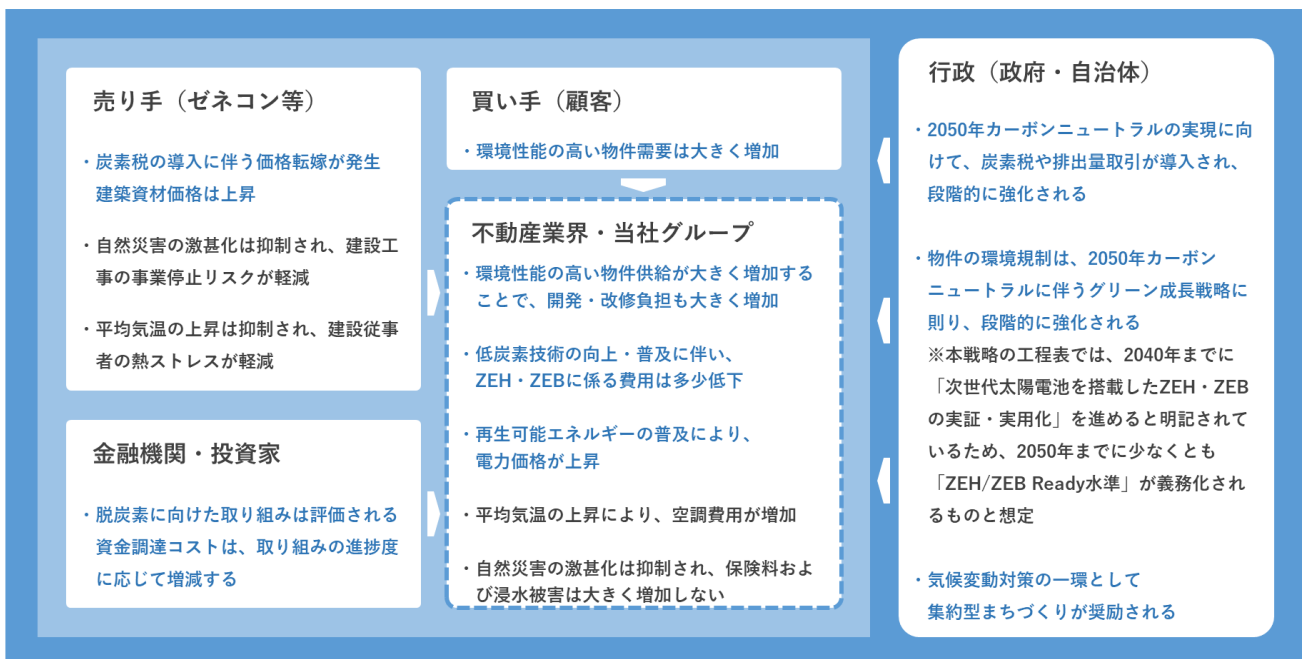 売り手（ゼネコン等）
・炭素税の導入に伴う価格転嫁が発生
建築資材価格は上昇
・自然災害の激基化は抑制され、建設工
事の事業停止リスクが軽減
・平均気温の上昇は抑制され、建設従事
者の熱ストレスが軽減
金融機関・投資家
・脱炭素に向けた取り組みは評価される
資金調達コストは、取り組みの進捗度
に応じて増減する
買い手（顧客）
・環境性能の高い物件需要は大きく増加
不動産業界・当社グループ
・環境性能の高い物件供給が大きく増加する
ことで、開発・改修負担も大きく増加
・低炭素技術の向上・普及に伴い、
ZEH・ZEBに係る費用は多少低下
・再生可能エネルギーの普及により、
電力価格が上昇
・平均気温の上昇により、空調費用が増加
・自然災害の激基化は抑制され、保険料およ
び浸水被害は大きく増加しない
行政（政府・自治体）
・2050年カーボンニュートラルの実現に向
けて、炭素税や排出量取引が導入され、
段階的に強化される
・物件の環境規制は、2050年カーボン
ニュートラルに伴うグリーン成長戦略に
則り、段階的に強化される
※本戦略の工程表では、2040年までに
「次世代太陽電池を搭載したZEH・ZEB
の実証・実用化」を進めると明記されて
いるため、2050年までに少なくとも
「ZEH/ZEB Ready水準」が義務化され
るものと想定
・気候変動対策の一環として
集約型まちづくりが奨励される